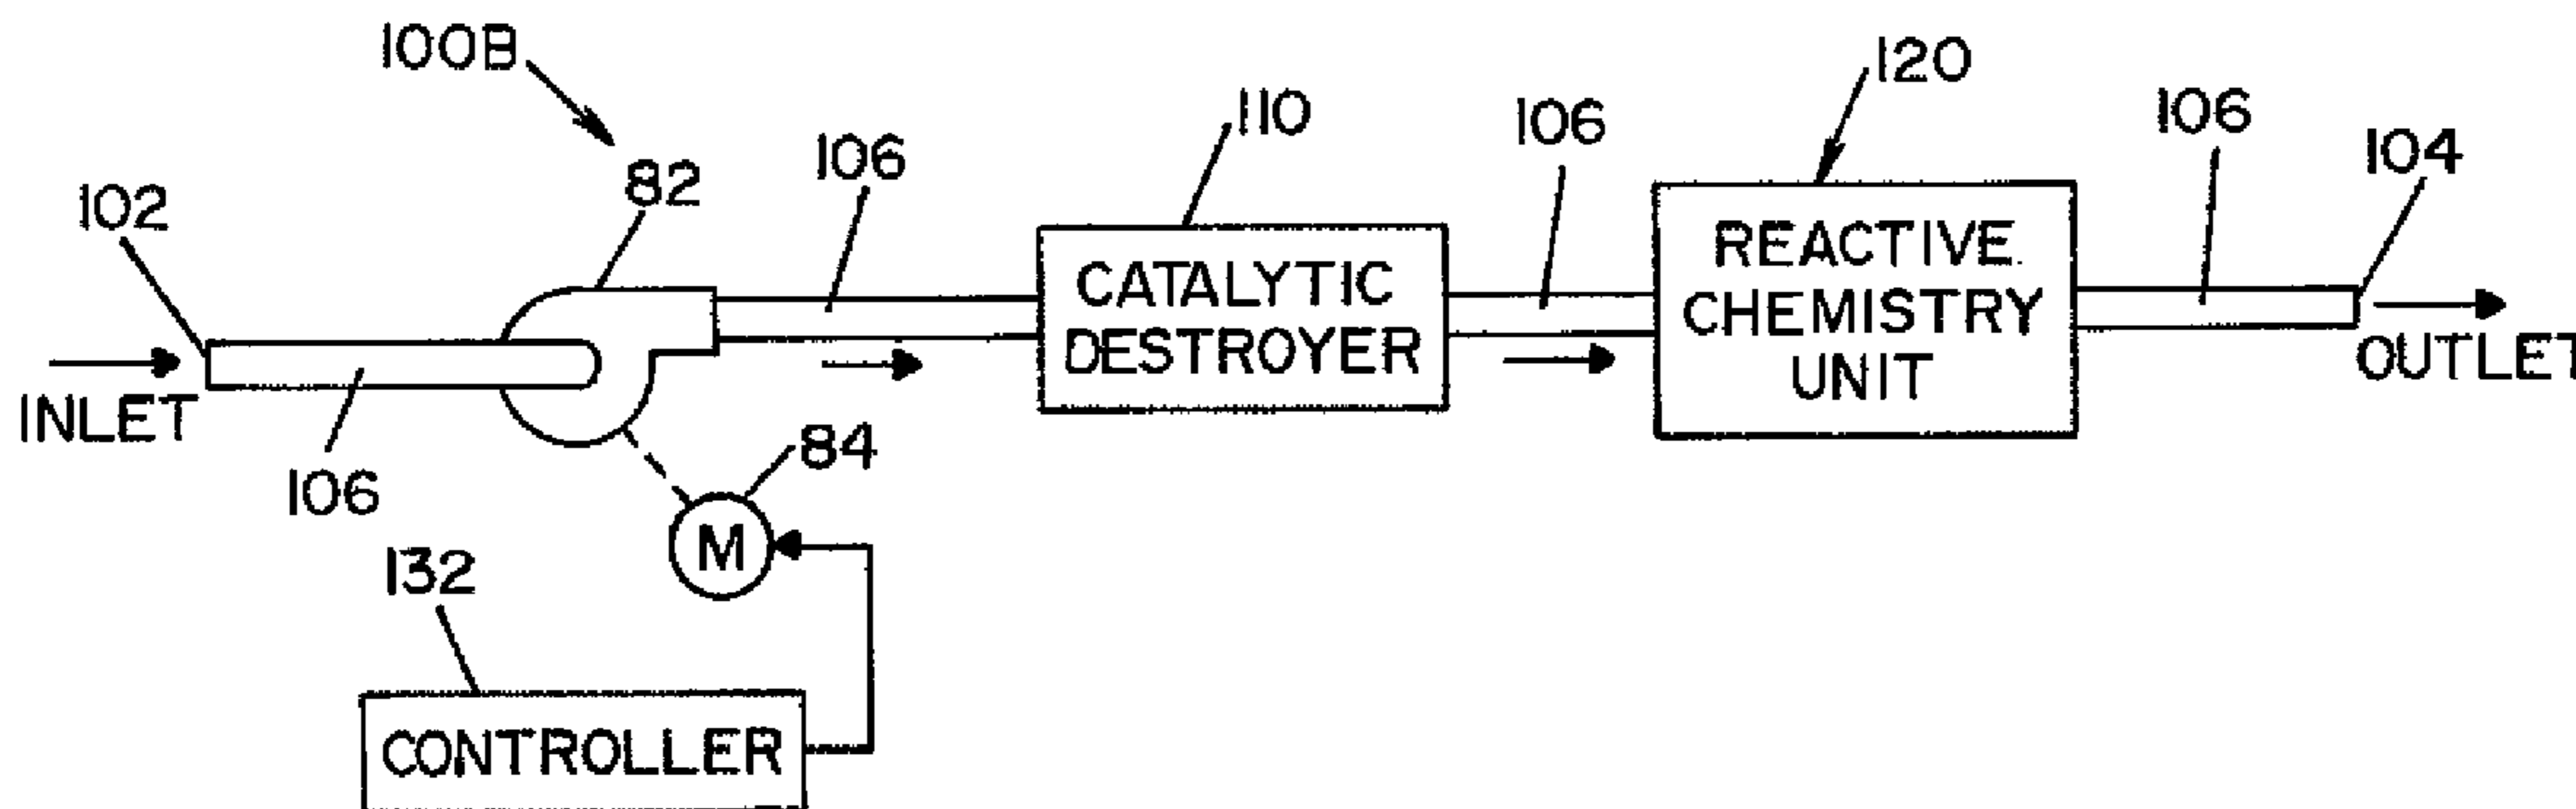 100B
120
110
106
106
106
104
82
102
REACTIVE
CHEMISTRY
UNIT
CATALYTIC
DESTROYER
OUTLET
INLET
106
84
M
132
CONTROLLER